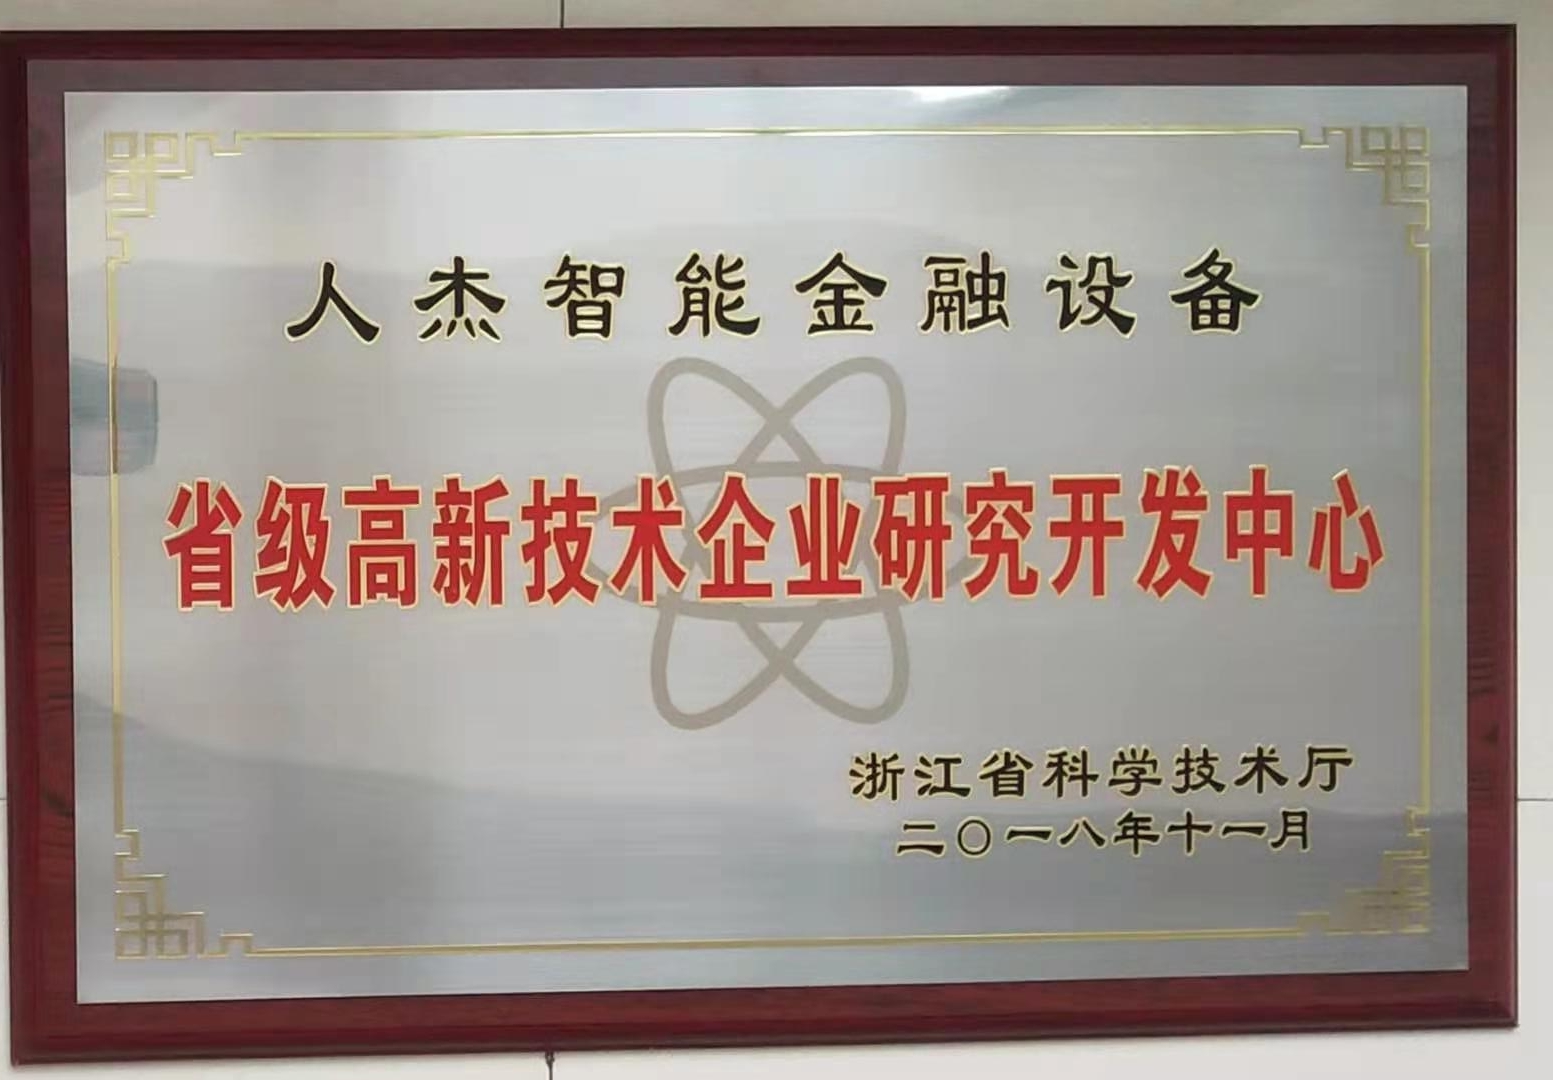 人杰智能金融设备
省级高新技术企业研究开发中心
浙江省科学技术厅
二〇一八年十一月